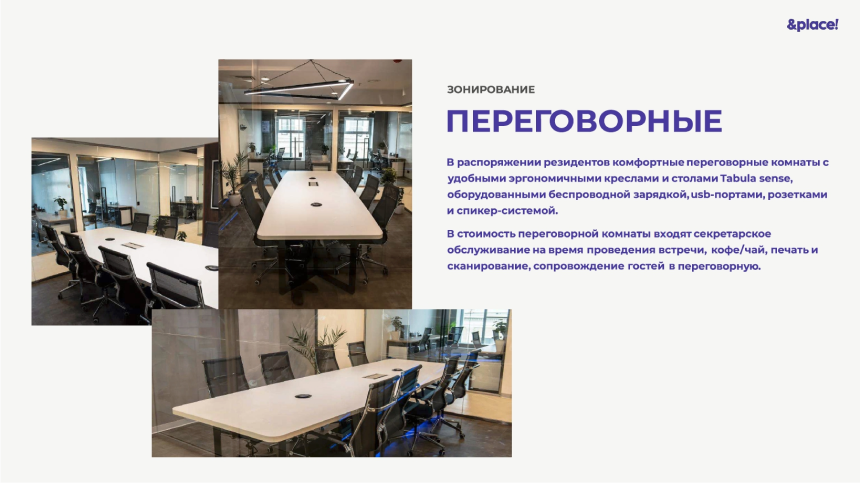 &place!
ЗОНИРОВАНИЕ
ПЕРЕГОВОРНЫЕ
В распоряжении резидентов комфортные переговорные комнаты с
удобными эргономичными креслами и столами Tabula sense,
оборудованными беспроводной зарядкой, usb-портами, розетками
и спикер-системой.
В стоимость переговорной комнаты входят секретарское
обслуживание на время проведения встречи, кофе/чай, печать и
сканирование, сопровождение гостей в переговорную.